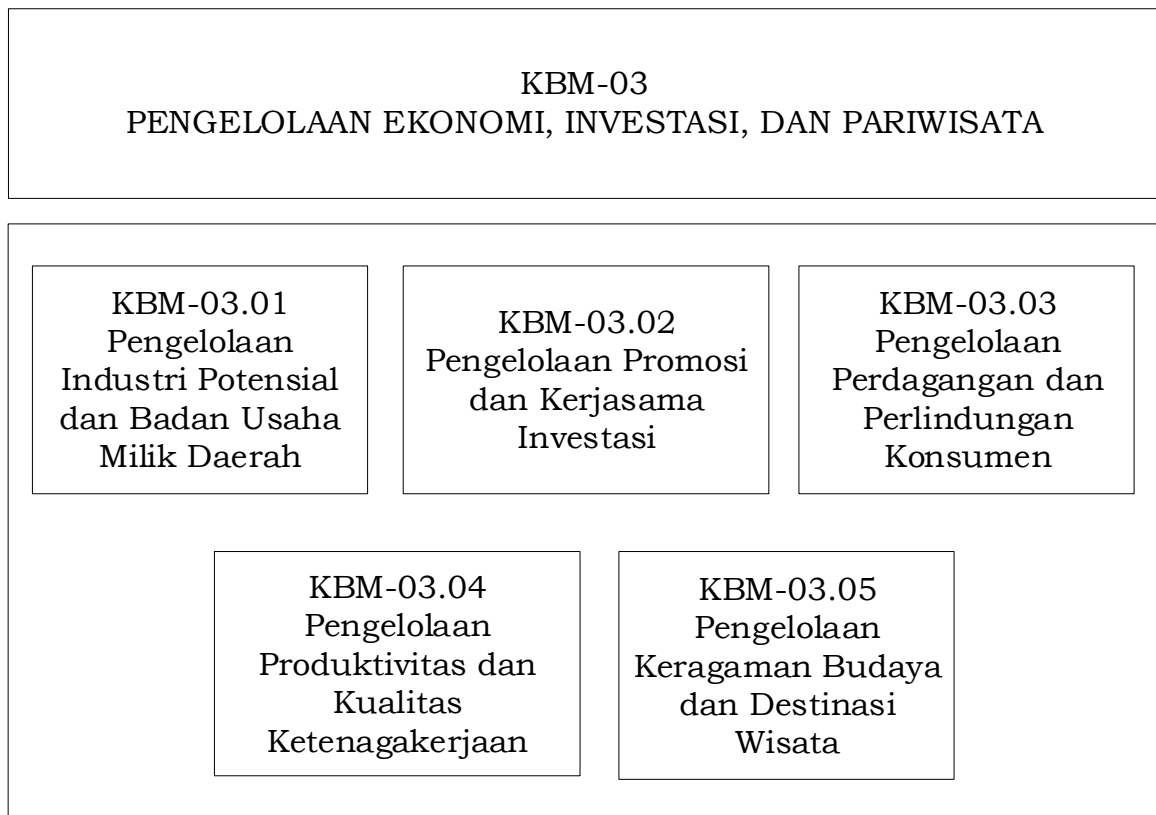 KBM-03
PENGELOLAAN EKONOMI, INVESTASI, DAN PARIWISATA
KBM-03.01
Pengelolaan
Industri Potensial
dan Badan Usaha
Milik Daerah
KBM-03.02
Pengelolaan Promosi
dan Kerjasama
Investasi
KBM-03.03
Pengelolaan
Perdagangan dan
Perlindungan
Konsumen
KBM-03.04
Pengelolaan
Produktivitas dan
Kualitas
Ketenagakerjaan
KBM-03.05
Pengelolaan
Keragaman Budaya
dan Destinasi
Wisata